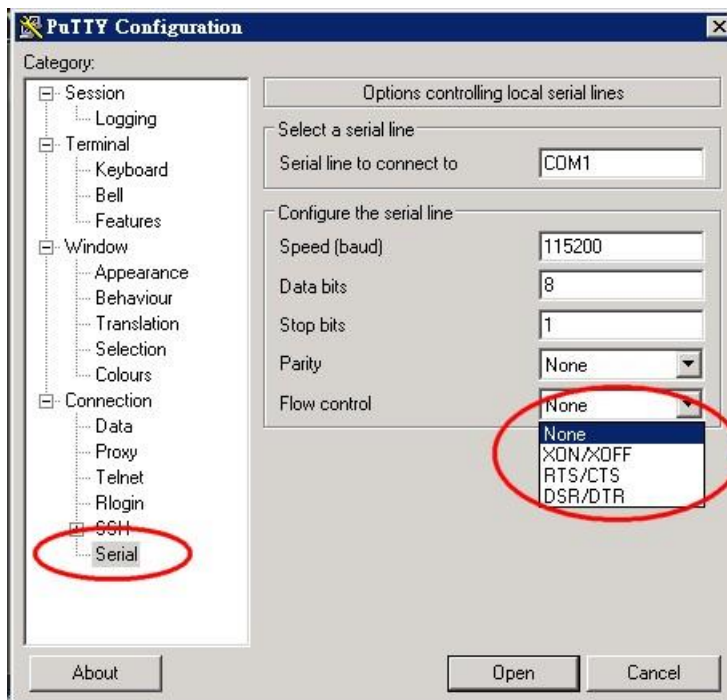 PuTTY Configuration
Category:
Session
Logging
Terminal
Keyboard
Bell
Features
Window
Appearance
Behaviour
Translation
Selection
Colours
Connection
Data
Proxy
Telnet
Rlogin
SSH
Serial
Options controlling local serial lines
Select a serial line
Serial line to connect to COM1
Configure the serial line
Speed (baud) 115200
Data bits 8
Stop bits 1
Parity None
Flow control None
None
XON/XOFF
RTS/CTS
DSR/DTR
About Open Cancel